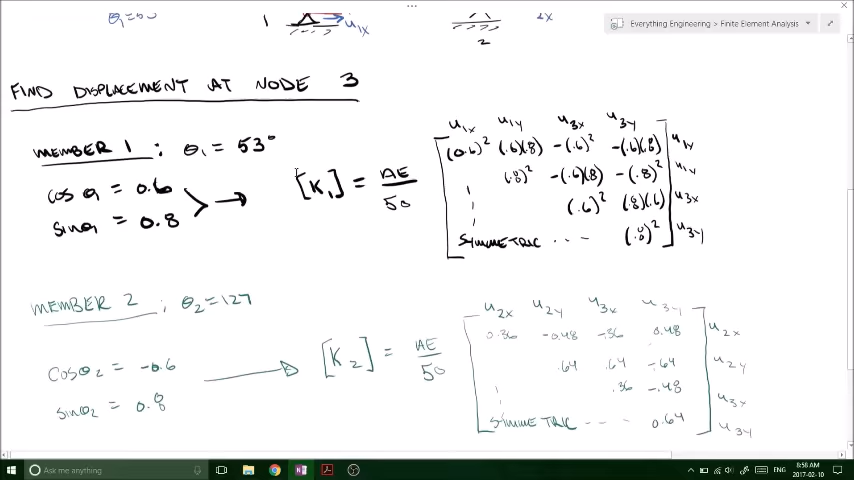 Everything Engineering > Finite Element Analysis
1 u1x
2
2x
FIND DISPLACEMENT AT NODE 3
MEMBER 1 ; θ1 = 53°
cos θ1 = 0.6
sin θ1 = 0.8
[K1] = AE/50
u1x u1y u3x u3y
(0.6)² (.6)(.8) -(.6)² -(.6)(.8) u1x
(.8)² -(.6)(.8) -(.8)² u1y
(.6)² (.8)(.6) u3x
SYMMETRIC ... (.8)² u3y
MEMBER 2 ; θ2 = 127
cos θ2 = -0.6
sin θ2 = 0.8
[K2] = AE/50
u2x u2y u3x u3y
0.36 -0.48 -.36 0.48 u2x
.64 .64 -.64 u2y
.36 -.48 u3x
SYMMETRIC ... 0.64 u3y
Ask me anything
ENG
8:58 AM
2017-02-10